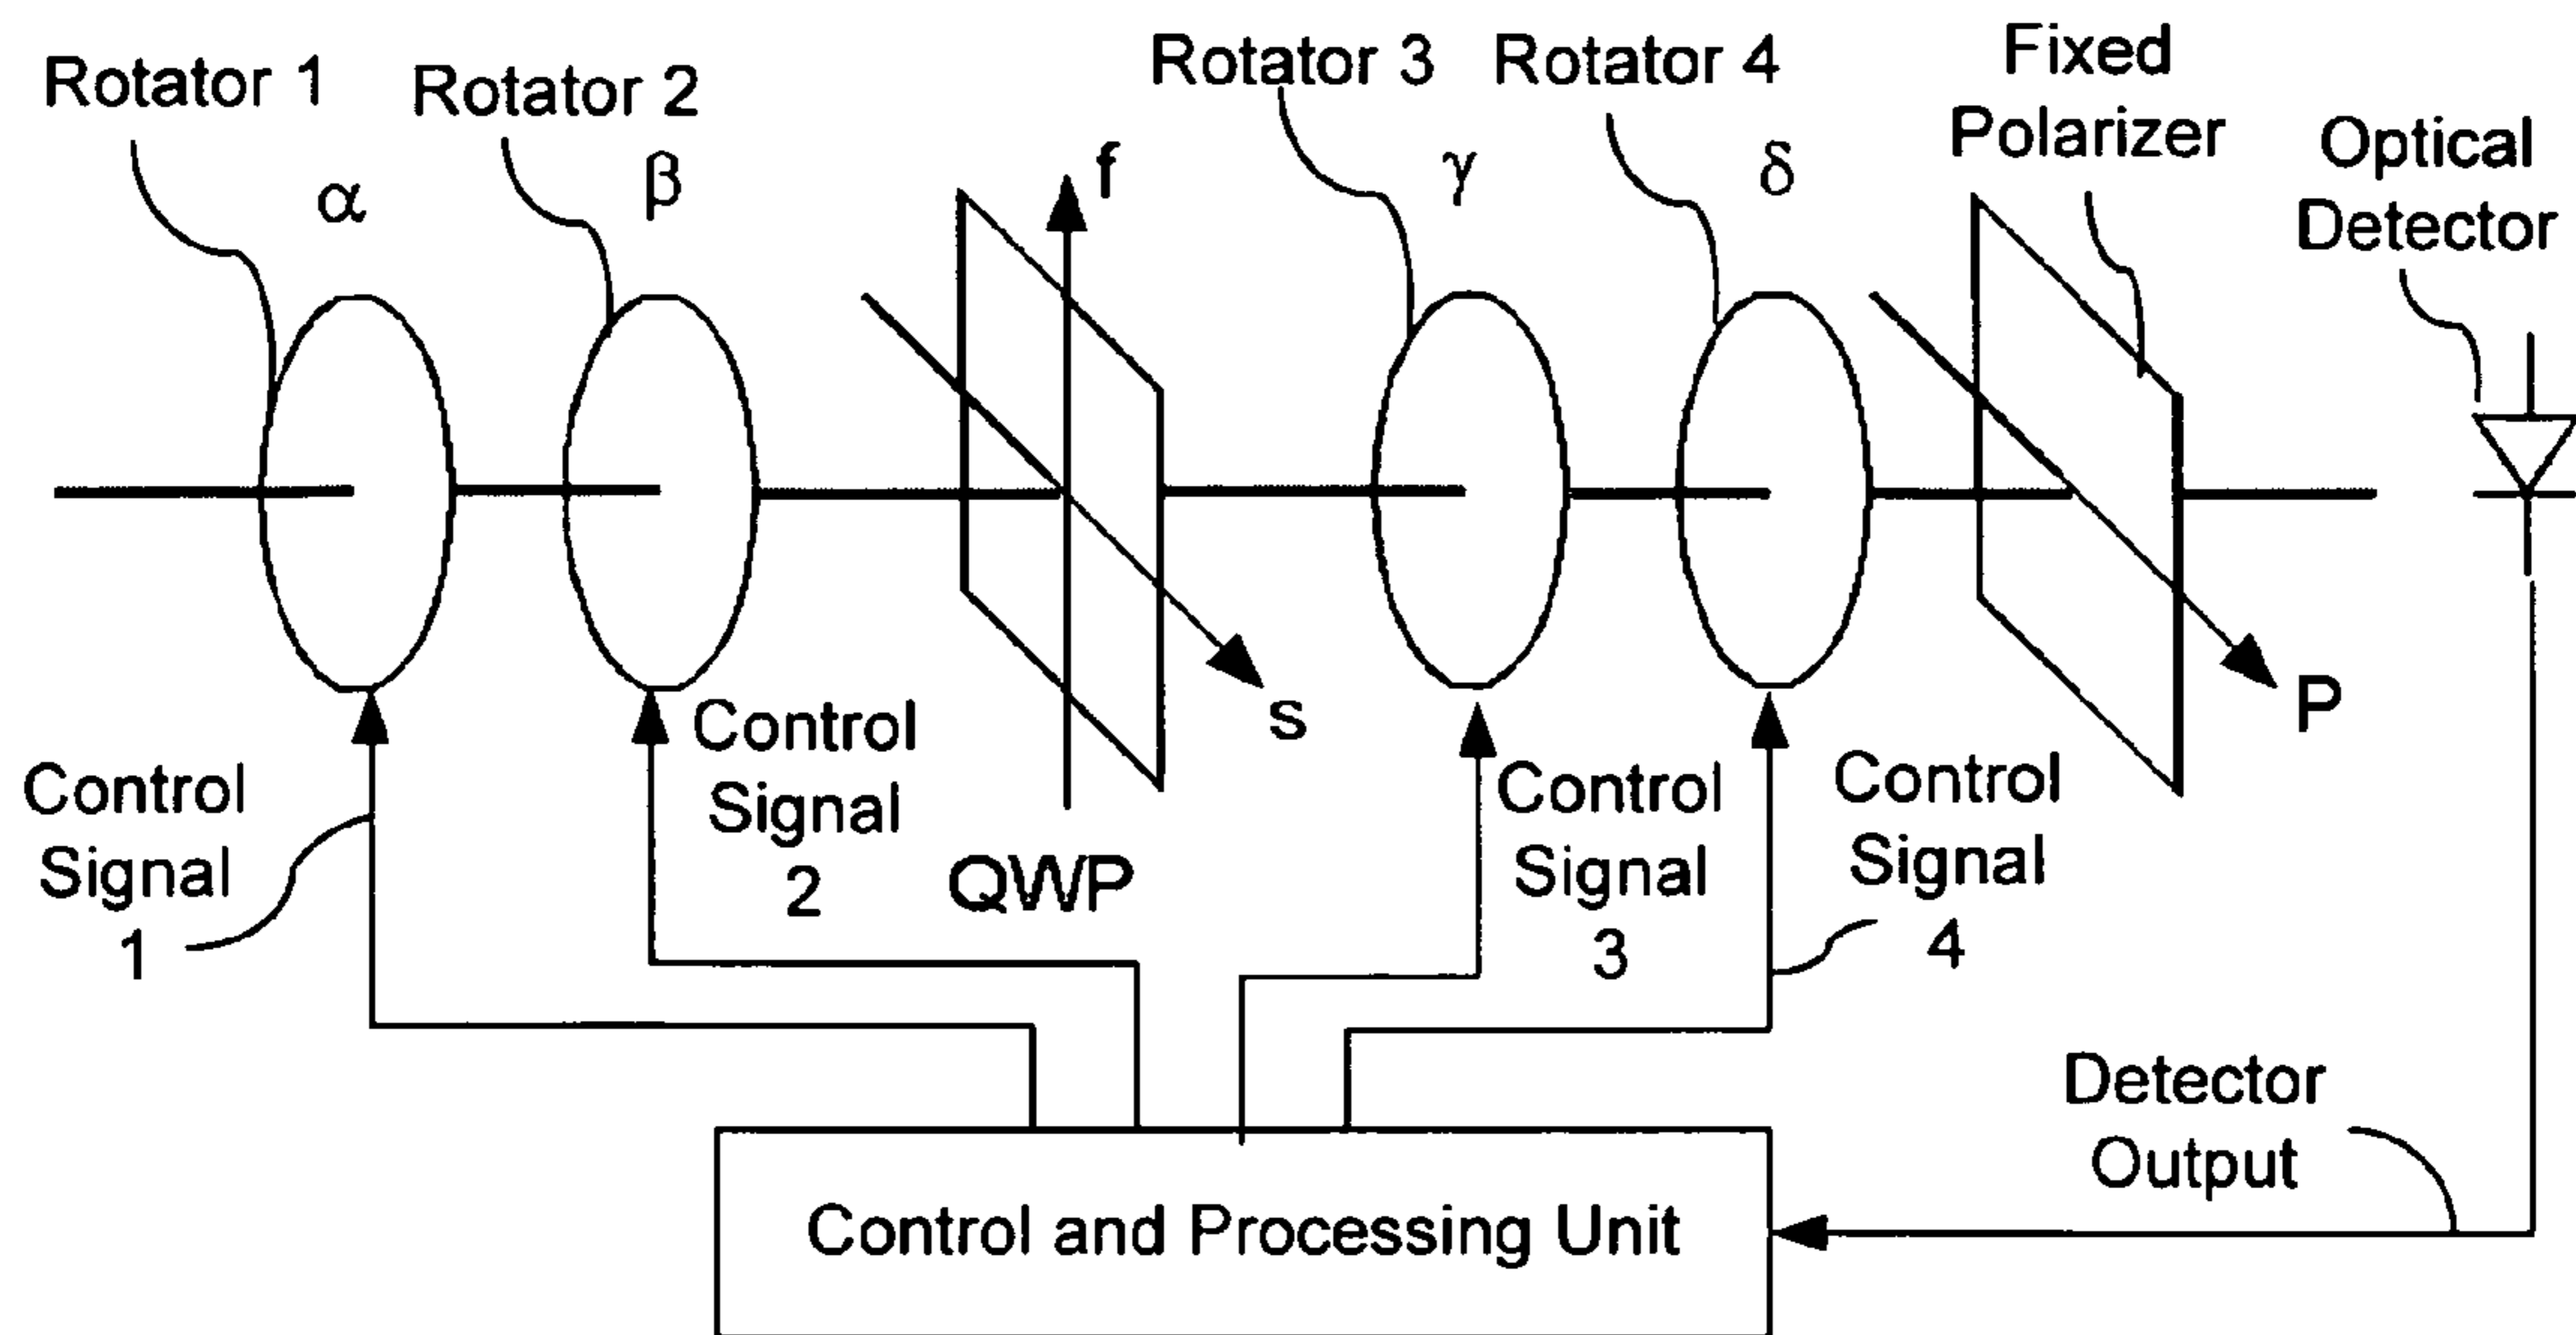 Rotator 1
Rotator 2
Rotator 3
Rotator 4
Fixed
Polarizer
Optical
Detector
α
β
f
γ
δ
s
P
Control
Signal
1
Control
Signal
2
QWP
Control
Signal
3
Control
Signal
4
Detector
Output
Control and Processing Unit